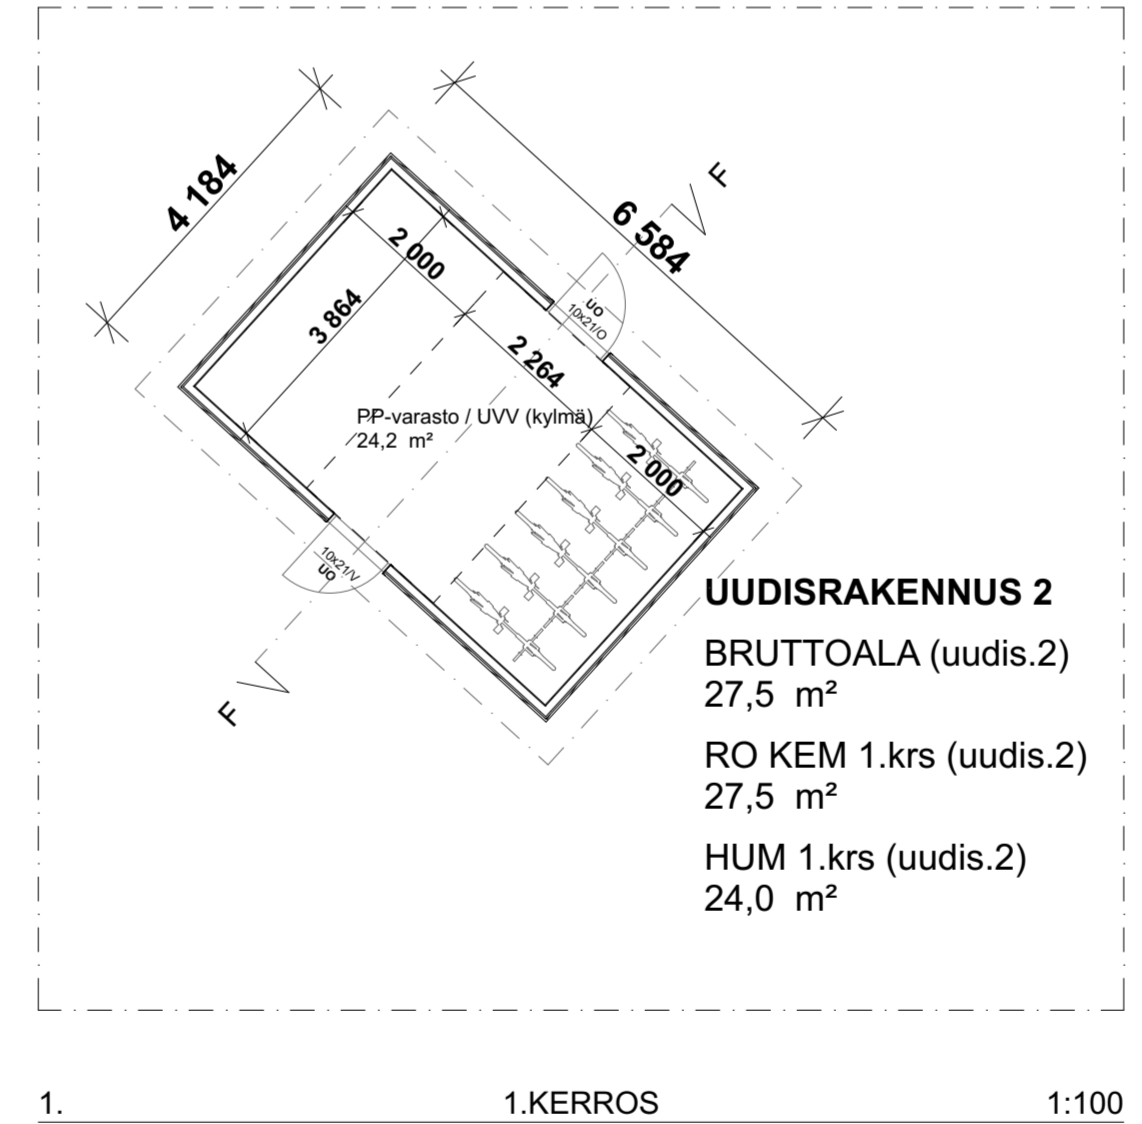 4 184
6 584
F
2 000
3 864
UO
10x21/O
2 264
PP-varasto / UVV (kylmä)
24,2 m²
2 000
10x21/V
UO
F
UUDISRAKENNUS 2
BRUTTOALA (uudis.2)
27,5 m²
RO KEM 1.krs (uudis.2)
27,5 m²
HUM 1.krs (uudis.2)
24,0 m²
1. 1.KERROS 1:100